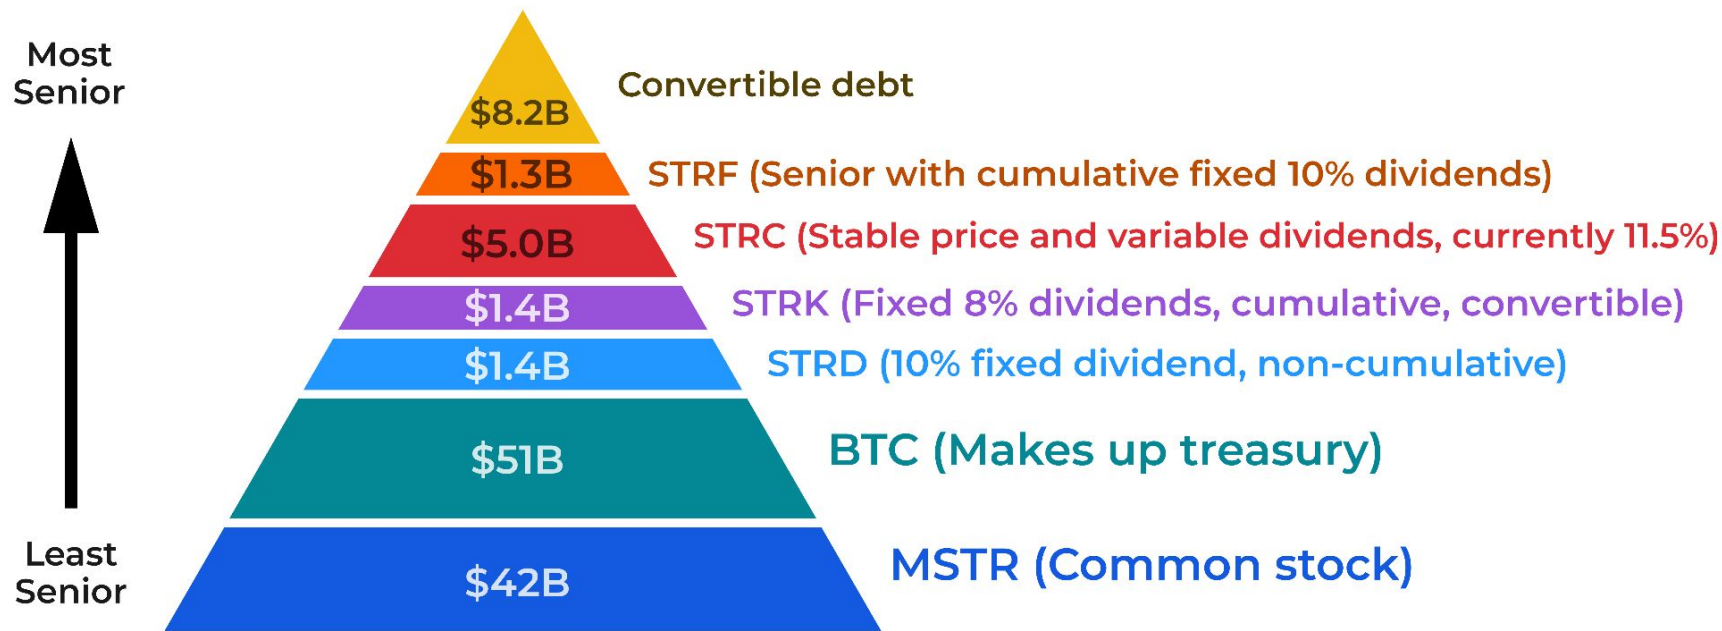 Most
Senior
$8.2B
Convertible debt
$1.3B
STRF (Senior with cumulative fixed 10% dividends)
$5.0B
STRC (Stable price and variable dividends, currently 11.5%)
$1.4B
STRK (Fixed 8% dividends, cumulative, convertible)
$1.4B
STRD (10% fixed dividend, non-cumulative)
$51B
BTC (Makes up treasury)
Least
Senior
$42B
MSTR (Common stock)